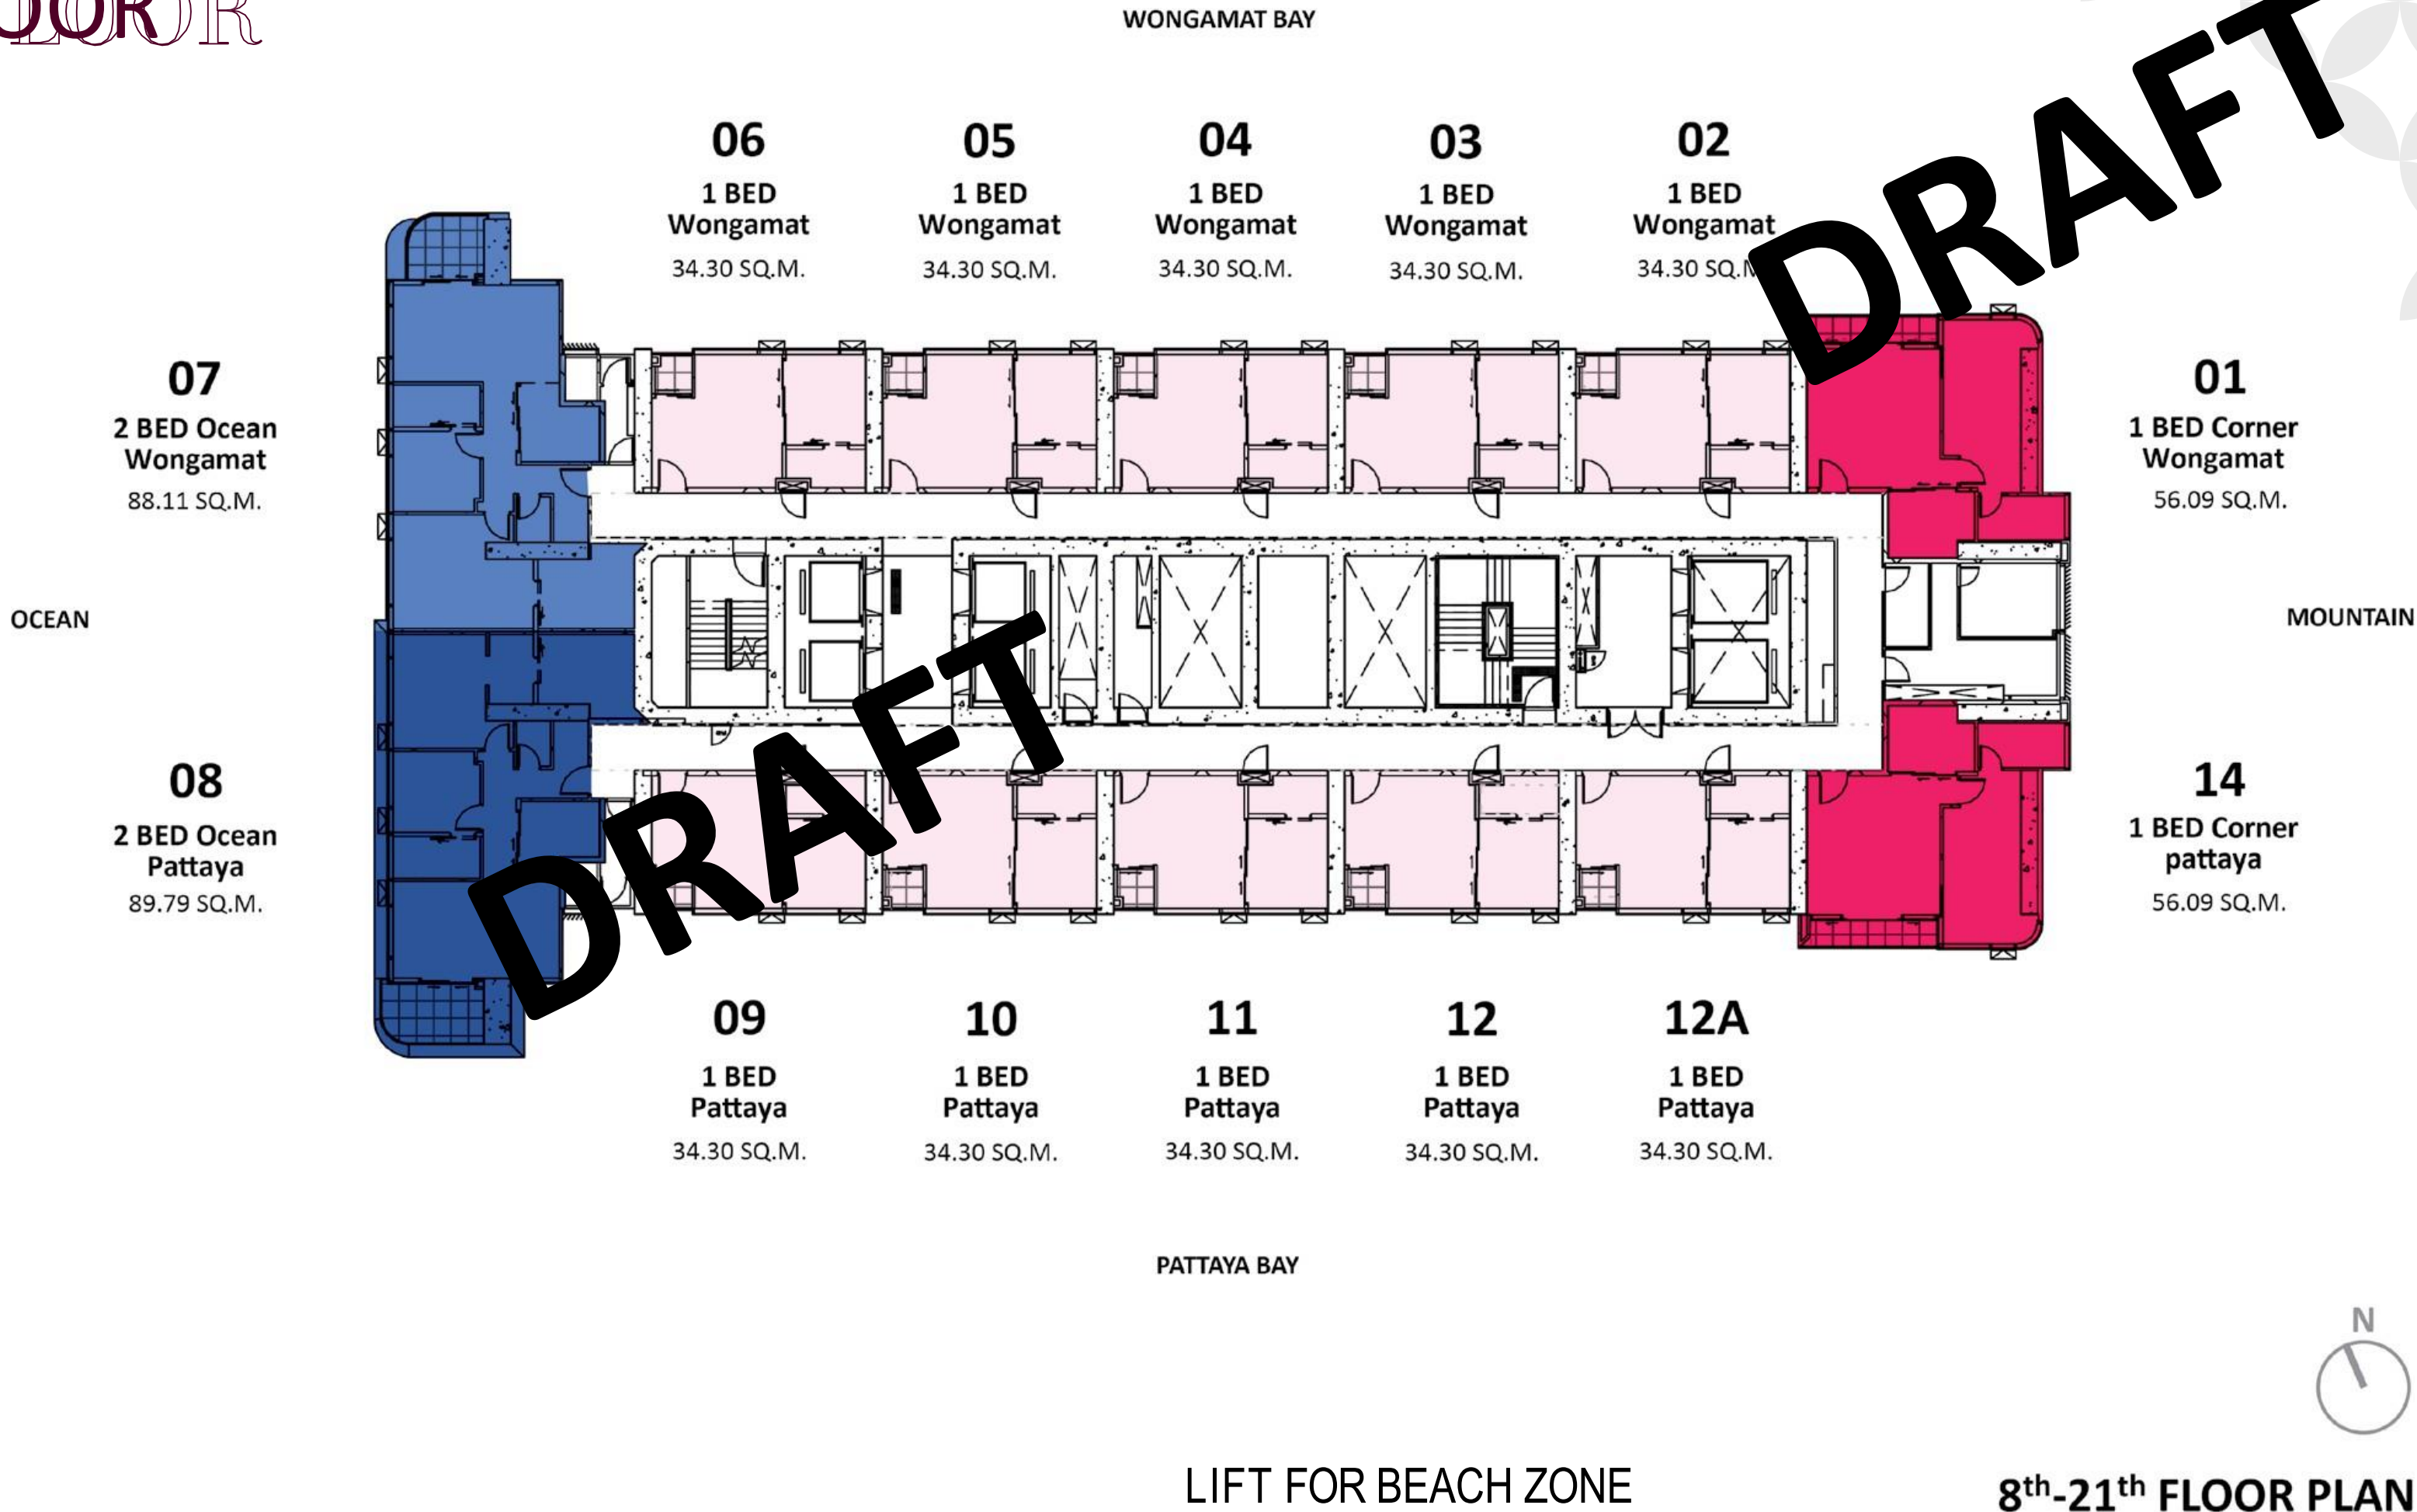 WONGAMAT BAY
06
1 BED
Wongamat
34.30 SQ.M.
05
1 BED
Wongamat
34.30 SQ.M.
04
1 BED
Wongamat
34.30 SQ.M.
03
1 BED
Wongamat
34.30 SQ.M.
02
1 BED
Wongamat
34.30 SQ.M
DRAFT
07
2 BED Ocean
Wongamat
88.11 SQ.M.
01
1 BED Corner
Wongamat
56.09 SQ.M.
OCEAN
MOUNTAIN
DRAFT
08
2 BED Ocean
Pattaya
89.79 SQ.M.
14
1 BED Corner
pattaya
56.09 SQ.M.
09
1 BED
Pattaya
34.30 SQ.M.
10
1 BED
Pattaya
34.30 SQ.M.
11
1 BED
Pattaya
34.30 SQ.M.
12
1 BED
Pattaya
34.30 SQ.M.
12A
1 BED
Pattaya
34.30 SQ.M.
PATTAYA BAY
N
LIFT FOR BEACH ZONE
8th-21th FLOOR PLAN